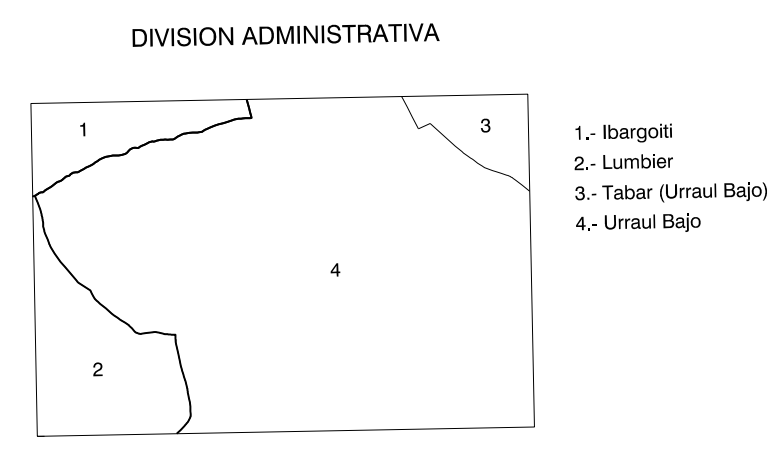 DIVISION ADMINISTRATIVA
1
3
1.- Ibargoiti
2.- Lumbier
3.- Tabar (Urraul Bajo)
4.- Urraul Bajo
4
2